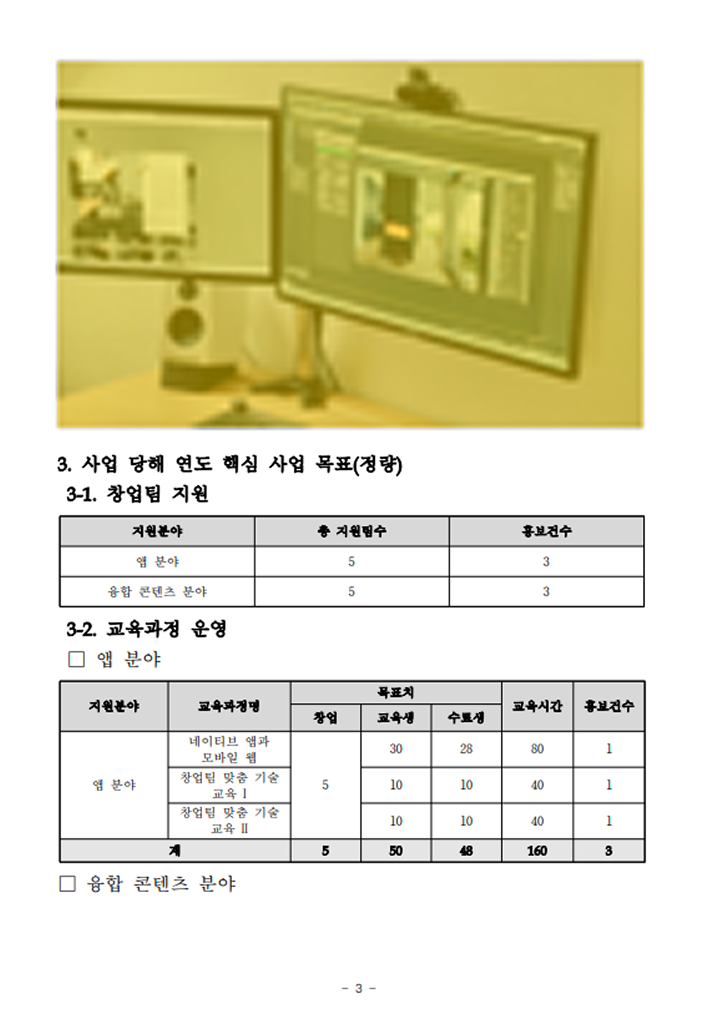 3. 사업 당해 연도 핵심 사업 목표(정량)
3-1. 창업팀 지원
지원분야 총 지원팀수 홍보건수
앱 분야 5 3
융합 콘텐츠 분야 5 3
3-2. 교육과정 운영
□ 앱 분야
지원분야 교육과정명 목표치 교육시간 홍보건수
창업 교육생 수료생
앱 분야 5
네이티브 앱과
모바일 웹 30 28 80 1
창업팀 맞춤 기술
교육 Ⅰ 10 10 40 1
창업팀 맞춤 기술
교육 Ⅱ 10 10 40 1
계 5 50 48 160 3
□ 융합 콘텐츠 분야
- 3 -